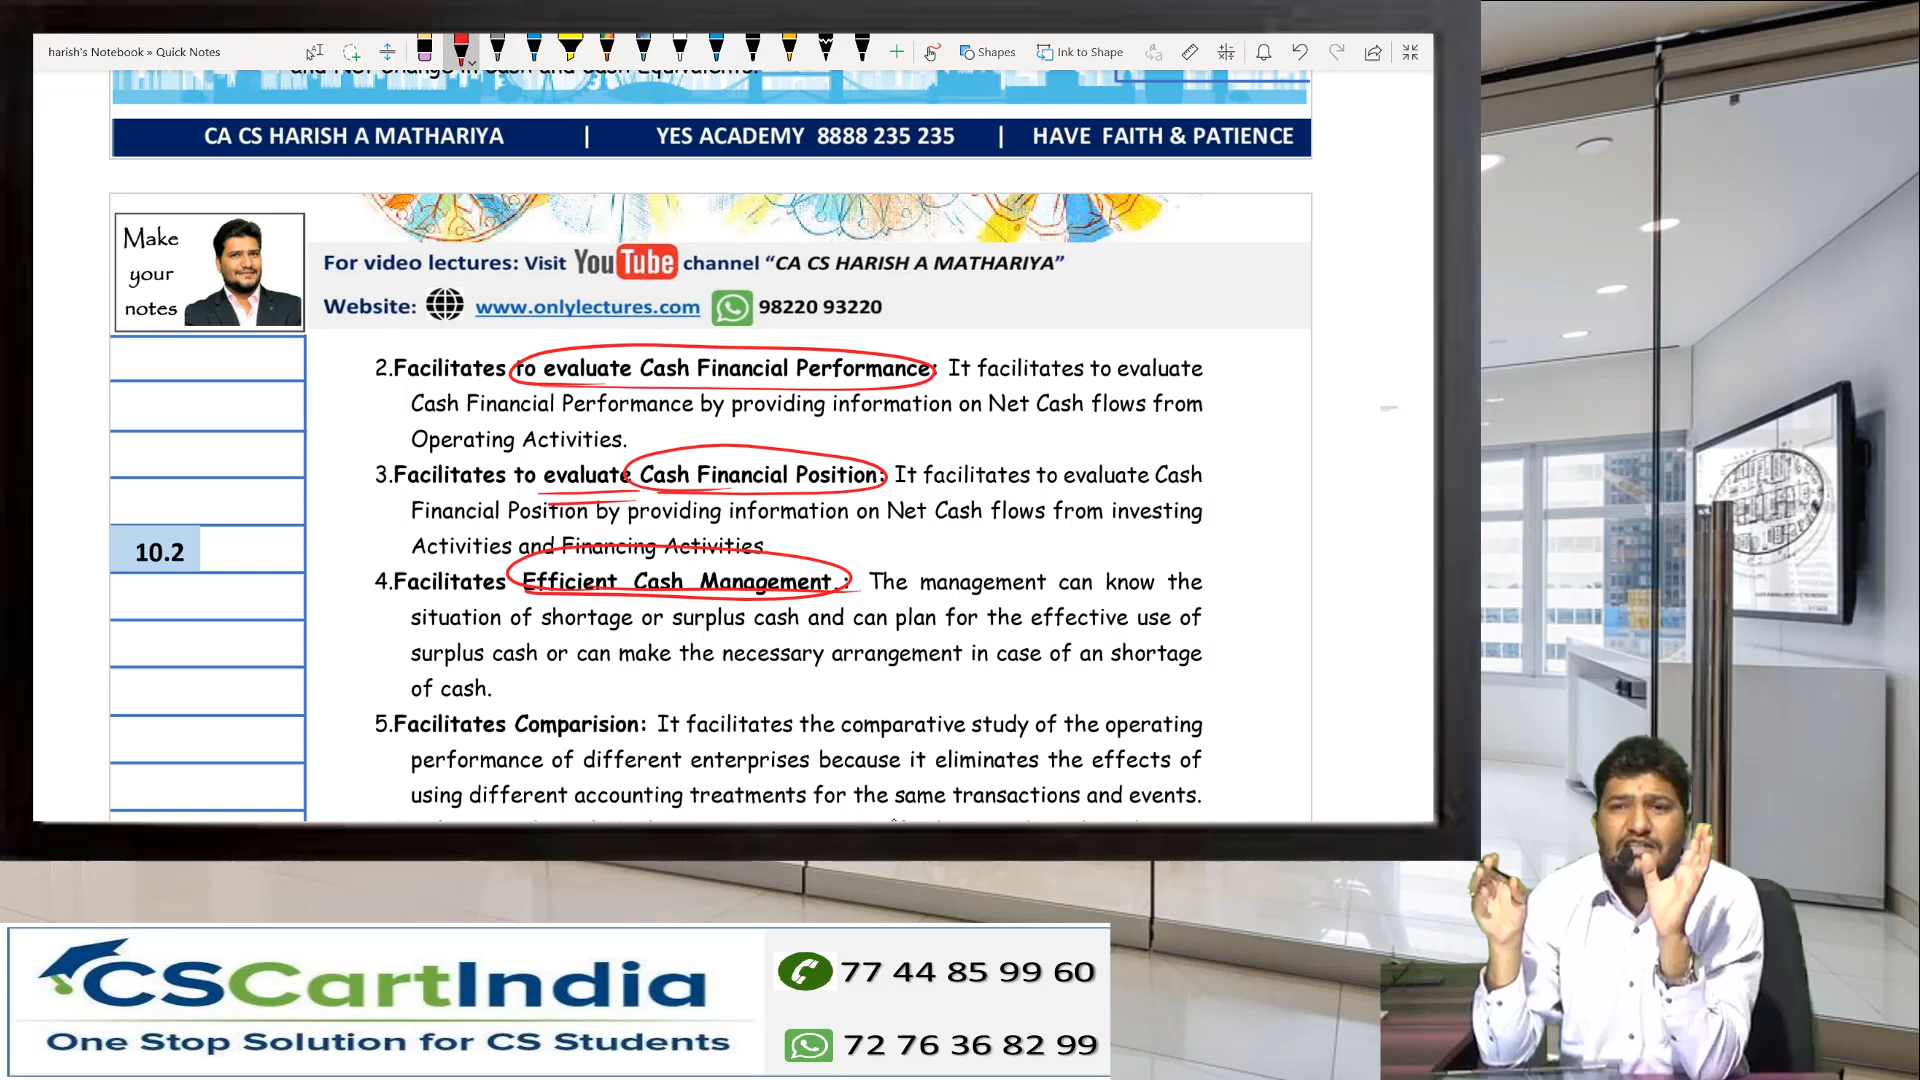 harish's Notebook » Quick Notes
Shapes
Ink to Shape
CA CS HARISH A MATHARIYA | YES ACADEMY 8888 235 235 | HAVE FAITH & PATIENCE
Make
your
notes
For video lectures: Visit YouTube channel “CA CS HARISH A MATHARIYA”
Website: www.onlylectures.com 98220 93220
2.Facilitates to evaluate Cash Financial Performance: It facilitates to evaluate
Cash Financial Performance by providing information on Net Cash flows from
Operating Activities.
3.Facilitates to evaluate Cash Financial Position: It facilitates to evaluate Cash
Financial Position by providing information on Net Cash flows from investing
Activities and Financing Activities
10.2
4.Facilitates Efficient Cash Management.: The management can know the
situation of shortage or surplus cash and can plan for the effective use of
surplus cash or can make the necessary arrangement in case of an shortage
of cash.
5.Facilitates Comparision: It facilitates the comparative study of the operating
performance of different enterprises because it eliminates the effects of
using different accounting treatments for the same transactions and events.
CSCartIndia
One Stop Solution for CS Students
77 44 85 99 60
72 76 36 82 99